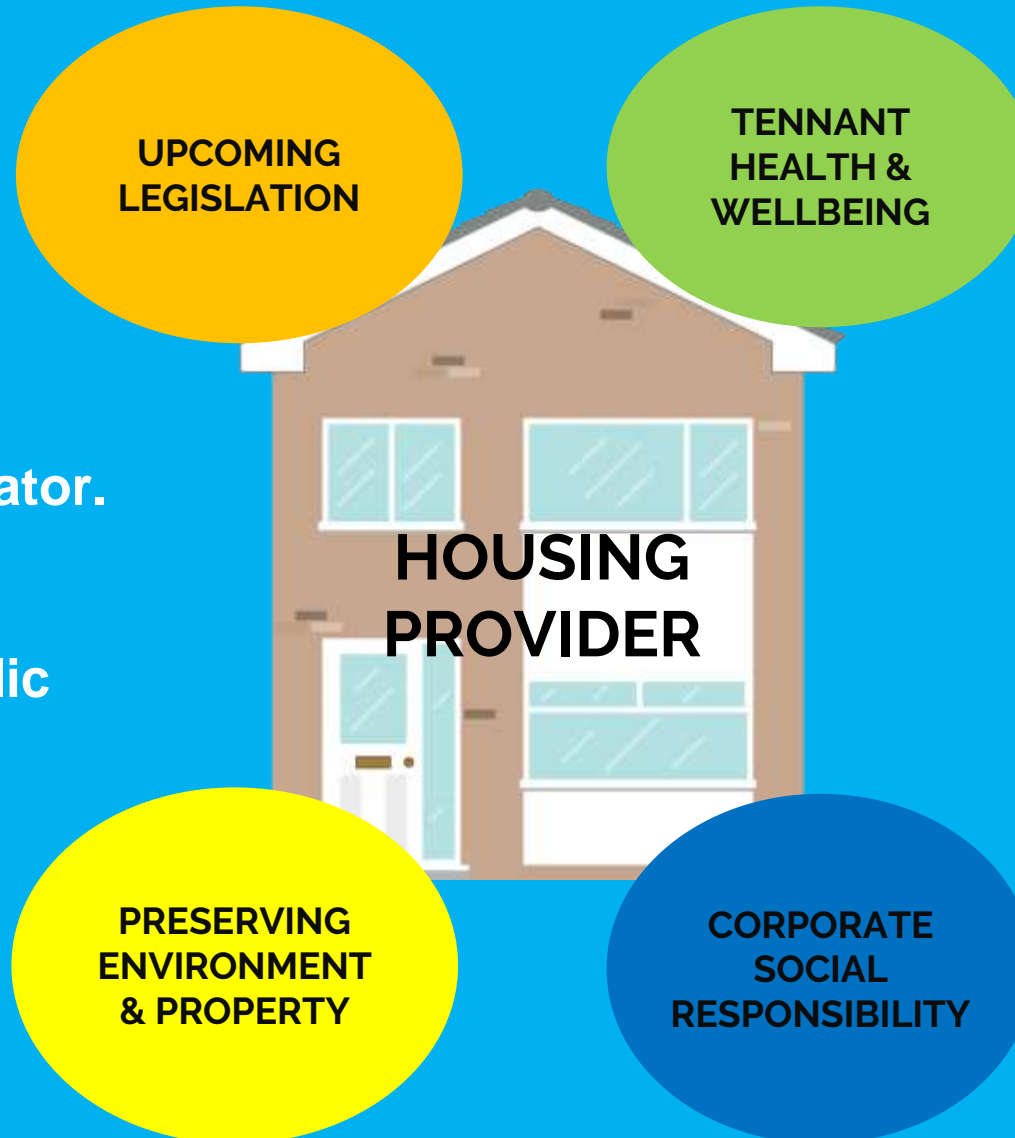 UPCOMING
LEGISLATION
TENNANT
HEALTH &
WELLBEING
ator.
HOUSING
PROVIDER
lic
PRESERVING
ENVIRONMENT
& PROPERTY
CORPORATE
SOCIAL
RESPONSIBILITY